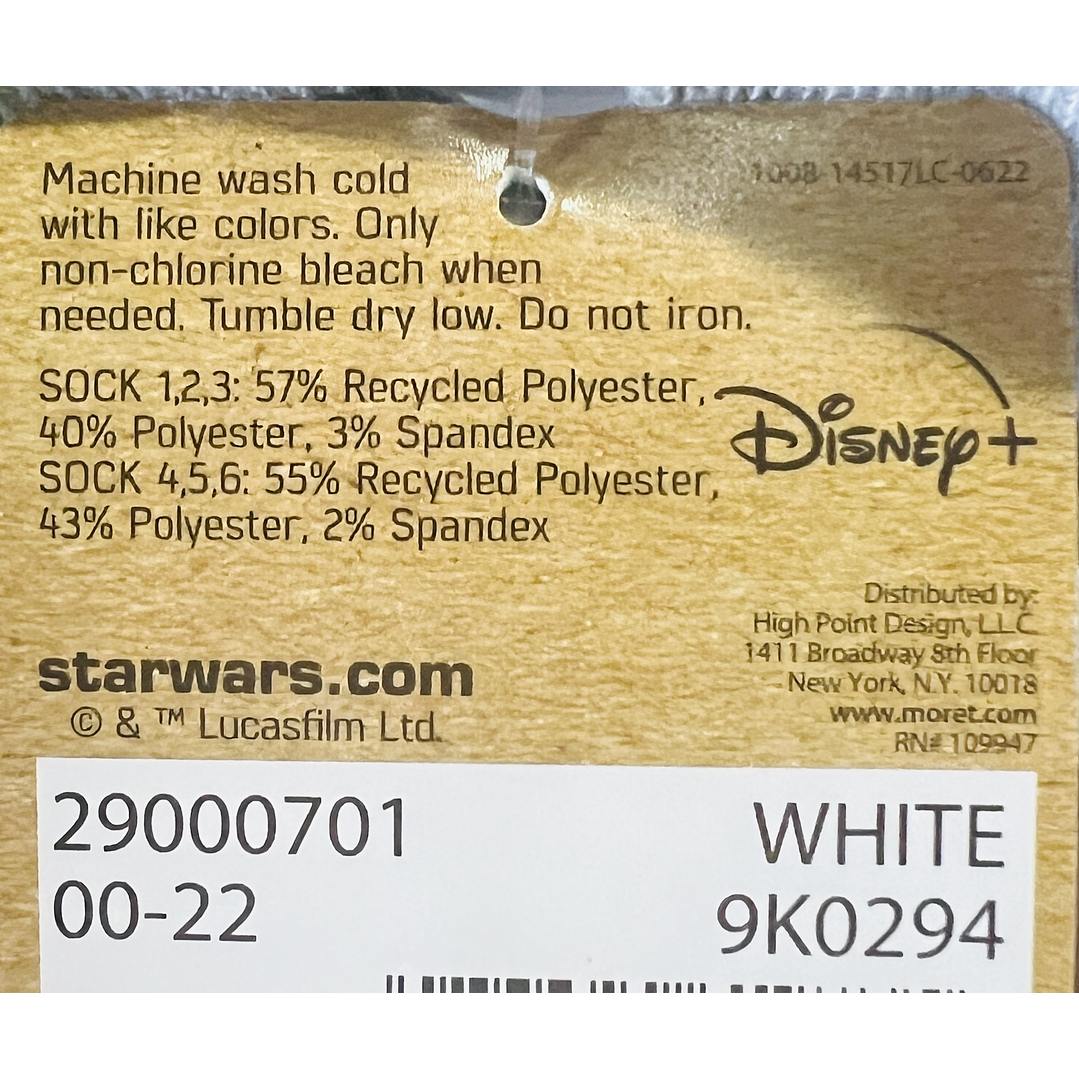 Machine wash cold
with like colors. Only
non-chlorine bleach when
needed. Tumble dry low. Do not iron.
1008-14517LC-0622
SOCK 1,2,3: 57% Recycled Polyester,
40% Polyester, 3% Spandex
SOCK 4,5,6: 55% Recycled Polyester,
43% Polyester, 2% Spandex
Disney+
Distributed by:
High Point Design, LLC
1411 Broadway 8th Floor
New York, N.Y. 10018
www.moret.com
RN# 109947
starwars.com
© & ™ Lucasfilm Ltd.
29000701
WHITE
00-22
9K0294